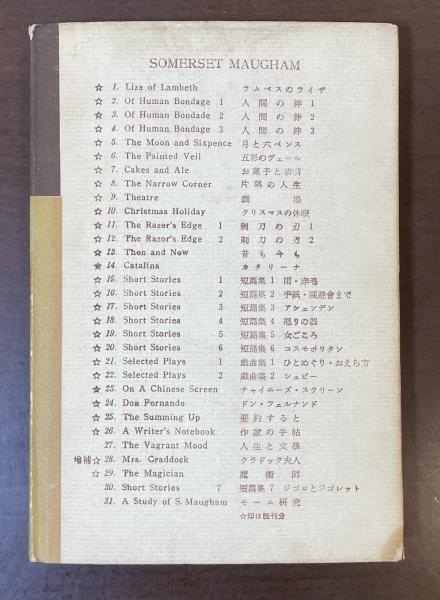 SOMERSET MAUGHAM
☆ 1. Liza of Lambeth ラムベスのライザ
☆ 2. Of Human Bondage 1 人間の絆 1
☆ 3. Of Human Bondade 2 人間の絆 2
☆ 4. Of Human Bondage 3 人間の絆 3
☆ 5. The Moon and Sixpence 月と六ペンス
☆ 6. The Painted Veil 五彩のヴェール
☆ 7. Cakes and Ale お菓子と麥酒
☆ 8. The Narrow Corner 片隅の人生
☆ 9. Theatre 劇場
☆ 10. Christmas Holiday クリスマスの休暇
☆ 11. The Razor's Edge 1 剃刀の刃 1
☆ 12. The Razor's Edge 2 剃刀の刃 2
☆ 13. Then and Now 昔も今も
★ 14. Catalina カタリーナ
☆ 15. Short Stories 1 短篇集 1 雨・赤毛
☆ 16. Short Stories 2 短篇集 2 手紙・園遊會まで
☆ 17. Short Stories 3 短篇集 3 アシェンデン
☆ 18. Short Stories 4 短篇集 4 怒りの器
☆ 19. Short Stories 5 短篇集 5 女ごころ
☆ 20. Short Stories 6 短篇集 6 コスモポリタン
☆ 21. Selected Plays 1 戯曲集 1 ひとめぐり・おえら方
☆ 22. Selected Plays 2 戯曲集 2 シェピー
★ 23. On A Chinese Screen チャイニーズ・スクリーン
☆ 24. Don Fernando ドン・フェルナンド
☆ 25. The Summing Up 要約すると
☆ 26. A Writer's Notebook 作家の手帖
27. The Vagrant Mood 人生と文學
増補☆ 28. Mrs. Craddock クラドック夫人
☆ 29. The Magician 魔術師
30. Short Stories 7 短篇集 7 ジゴロとジゴレット
31. A Study of S. Maugham モーム研究
☆印は既刊分